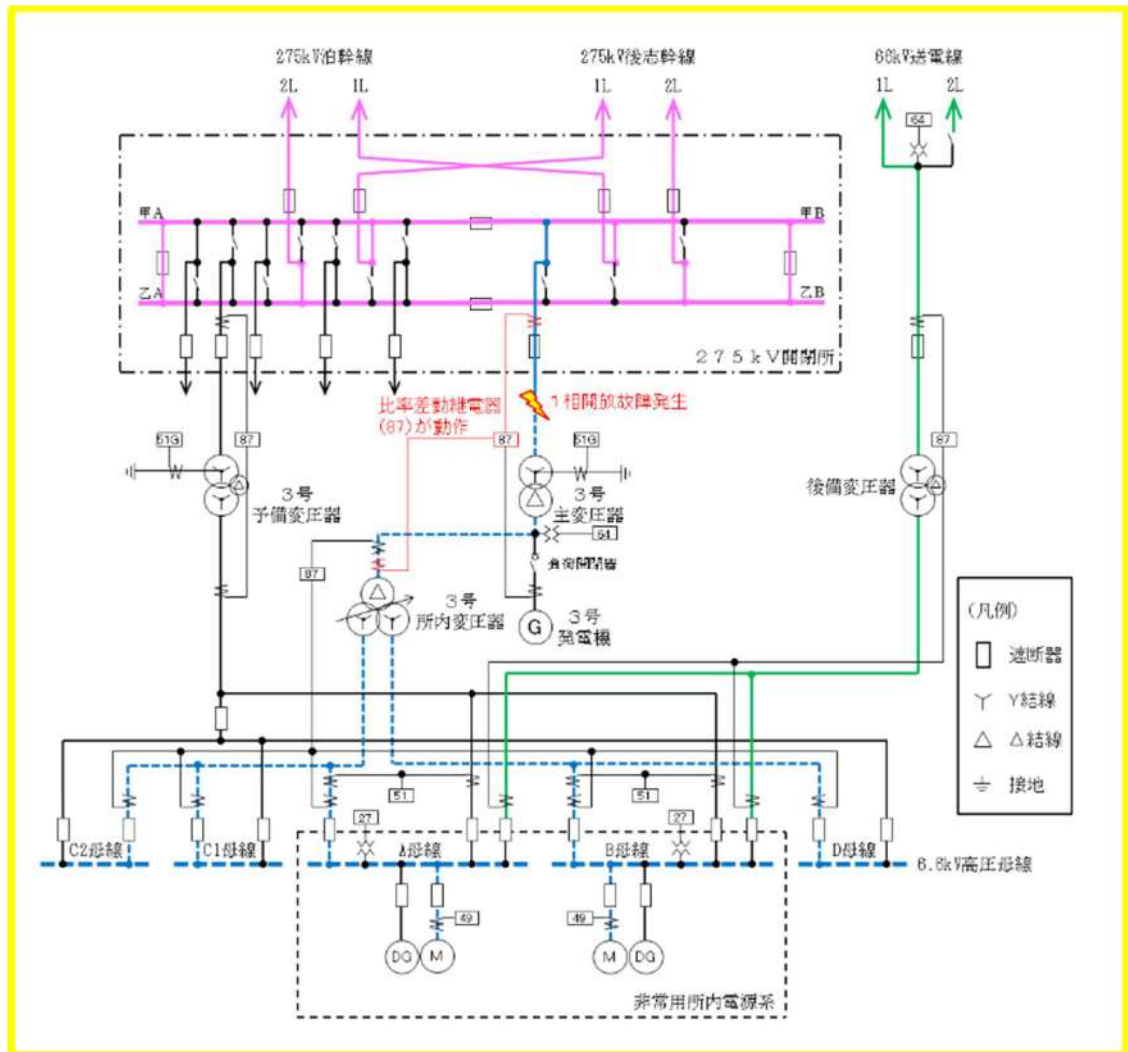 275kV泊幹線 275kV後志幹線 66kV送電線
2L 1L 1L 2L 1L 2L
64
甲A 甲B
乙A 乙B
275kV開閉所
比率差動継電器
(87)が動作
1相開放故障発生
51G 87 87 51G 87
3号
予備変圧器
3号
主変圧器
後備変圧器
64
負荷開閉器
87
3号
所内変圧器
G
3号
発電機
(凡例)
遮断器
Y結線
△結線
接地
51 51
27 27
C2母線 C1母線 A母線 B母線 D母線
6.6kV高圧母線
49 49
DG M M DG
非常用所内電源系